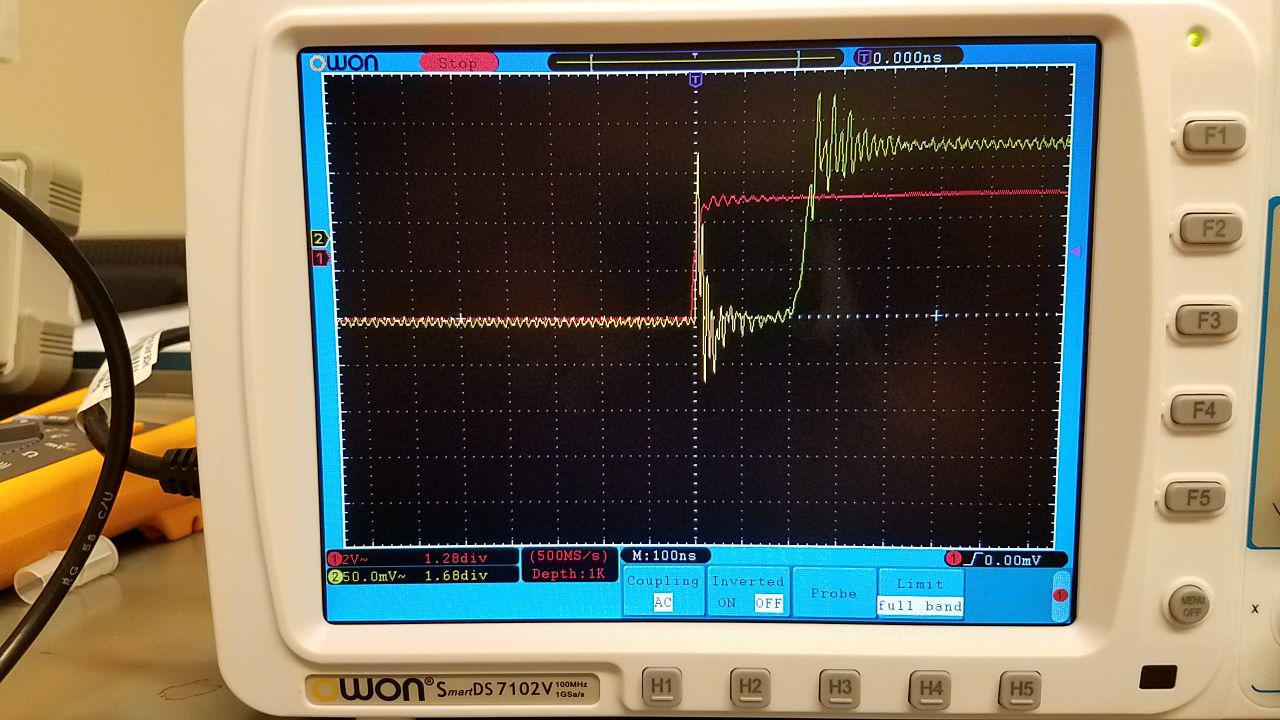 OWON Stop T 0.000ns
T
2
1
F1
F2
F3
F4
F5
1 2V~ 1.28div
2 50.0mV~ 1.68div
(500MS/s)
Depth:1K
M:100ns
1 0.00mV
Coupling
AC
Inverted
ON OFF
Probe
Limit
full band
1
MENU
OFF
X
OWON® SmartDS7102V 100MHz 1GSa/s
H1 H2 H3 H4 H5